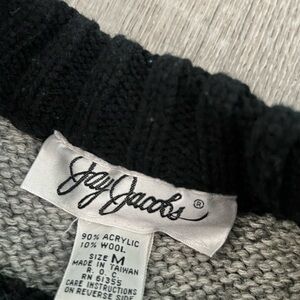 Jay Jacobs ®
90% ACRYLIC
10% WOOL
SIZE M
MADE IN TAIWAN
R. O. C
RN 61355
CARE INSTRUCTIONS
ON REVERSE SIDE